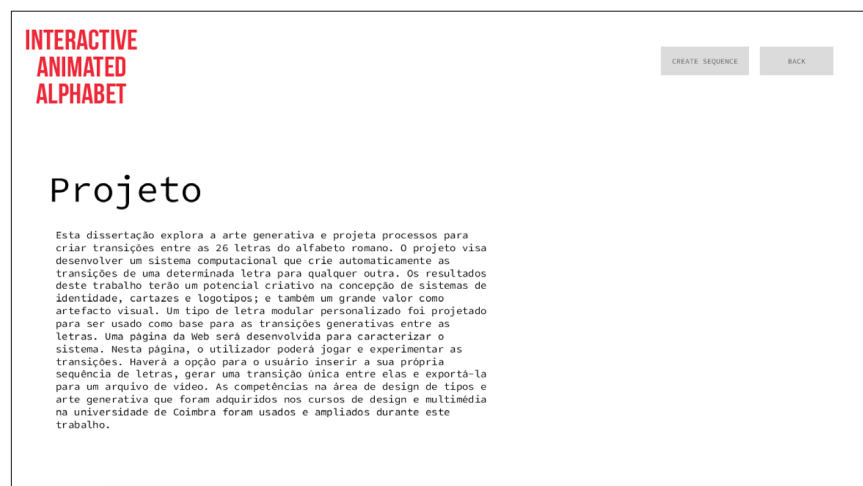 INTERACTIVE
ANIMATED
ALPHABET
CREATE SEQUENCE
BACK
Projeto
Esta dissertação explora a arte generativa e projeta processos para
criar transições entre as 26 letras do alfabeto romano. O projeto visa
desenvolver um sistema computacional que crie automaticamente as
transições de uma determinada letra para qualquer outra. Os resultados
deste trabalho terão um potencial criativo na concepção de sistemas de
identidade, cartazes e logotipos; e também um grande valor como
artefacto visual. Um tipo de letra modular personalizado foi projetado
para ser usado como base para as transições generativas entre as
letras. Uma página da Web será desenvolvida para caracterizar o
sistema. Nesta página, o utilizador poderá jogar e experimentar as
transições. Haverá a opção para o usuário inserir a sua própria
sequência de letras, gerar uma transição única entre elas e exportá-la
para um arquivo de video. As competências na área de design de tipos e
arte generativa que foram adquiridos nos cursos de design e multimédia
na universidade de Coimbra foram usados e ampliados durante este
trabalho.